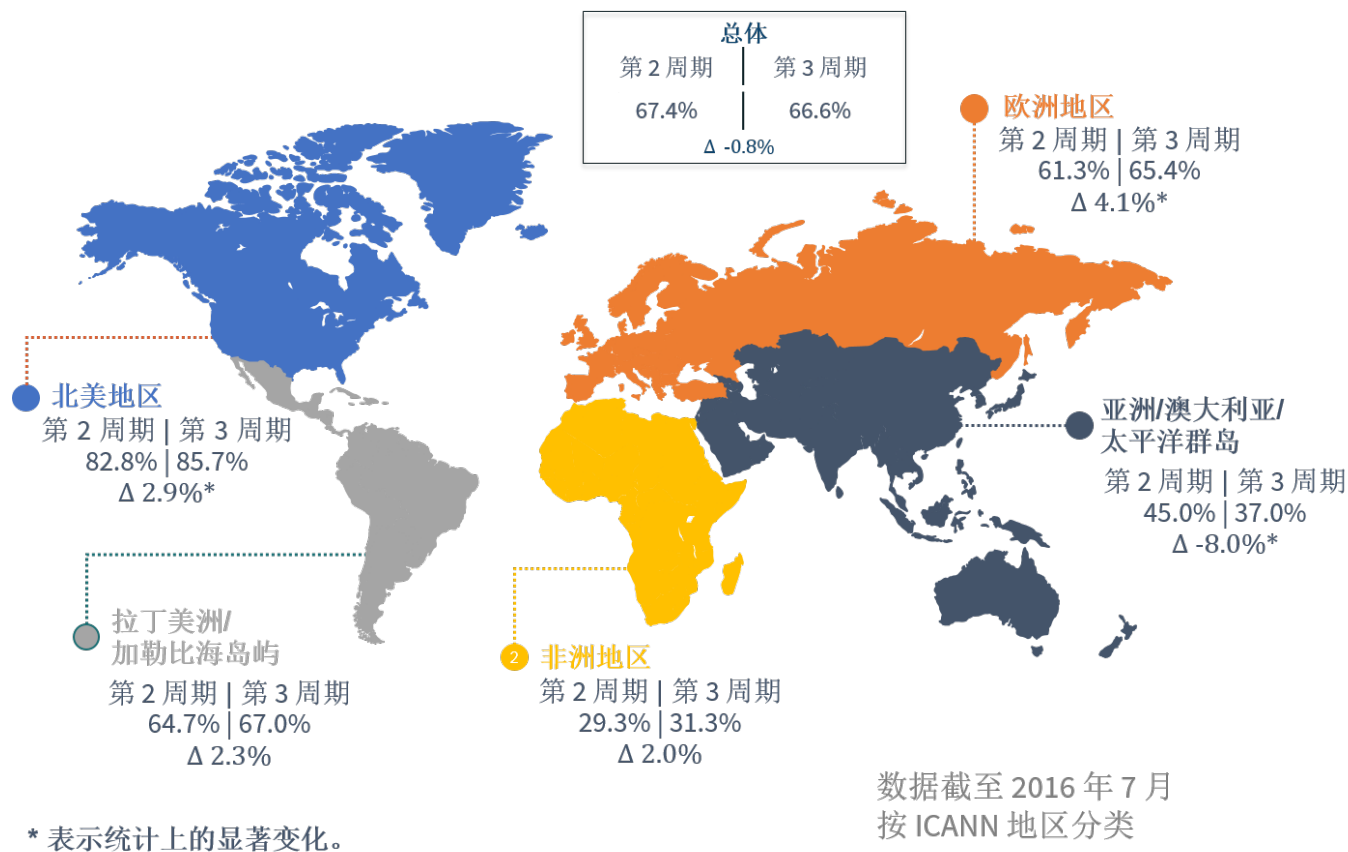 总体
第 2 周期 | 第 3 周期
67.4% | 66.6%
Δ -0.8%
欧洲地区
第 2 周期 | 第 3 周期
61.3% | 65.4%
Δ 4.1%*
北美地区
第 2 周期 | 第 3 周期
82.8% | 85.7%
Δ 2.9%*
亚洲/澳大利亚/
太平洋群岛
第 2 周期 | 第 3 周期
45.0% | 37.0%
Δ -8.0%*
拉丁美洲/
加勒比海岛屿
第 2 周期 | 第 3 周期
64.7% | 67.0%
Δ 2.3%
2 非洲地区
第 2 周期 | 第 3 周期
29.3% | 31.3%
Δ 2.0%
数据截至 2016 年 7 月
按 ICANN 地区分类
* 表示统计上的显著变化。